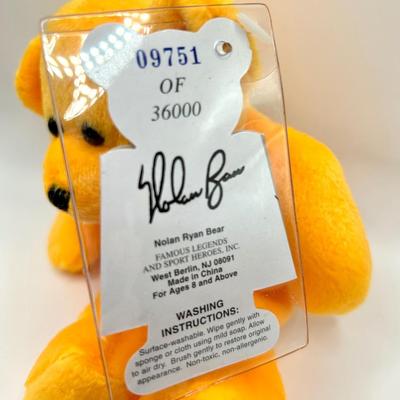 09751
OF
36000
Nolan Ryan
Nolan Ryan Bear
FAMOUS LEGENDS
AND SPORT HEROES, INC.
West Berlin, NJ 08091
Made in China
For Ages 8 and Above
WASHING
INSTRUCTIONS:
Surface-washable. Wipe gently with
sponge or cloth using mild soap. Allow
to air dry. Brush gently to restore original
appearance. Non-toxic, non-allergenic.